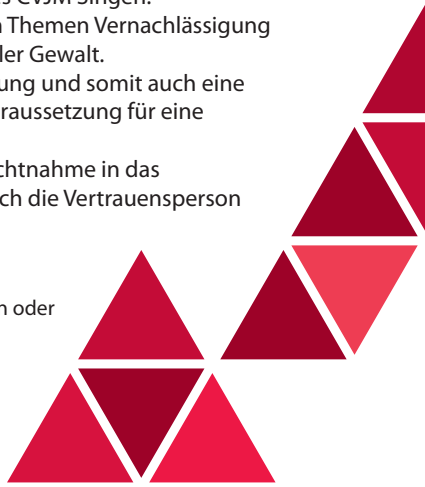 s CVJM Singen.
n Themen Vernachlässigung
ler Gewalt.
ung und somit auch eine
raussetzung für eine
chtnahme in das
ch die Vertrauensperson
n oder